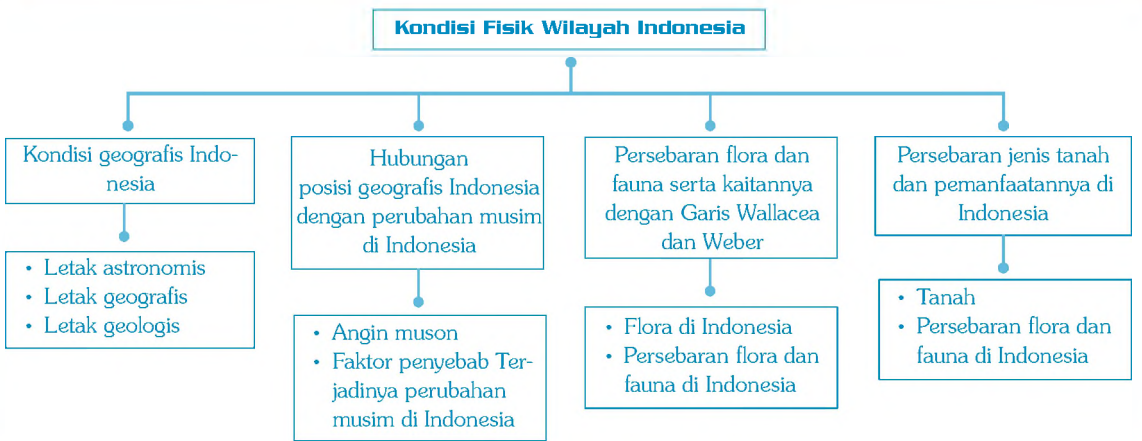 Kondisi Fisik Wilayah Indonesia
Kondisi geografis Indo-
nesia
• Letak astronomis
• Letak geografis
• Letak geologis
Hubungan
posisi geografis Indonesia
dengan perubahan musim
di Indonesia
• Angin muson
• Faktor penyebab Ter-
jadinya perubahan
musim di Indonesia
Persebaran flora dan
fauna serta kaitannya
dengan Garis Wallacea
dan Weber
• Flora di Indonesia
• Persebaran flora dan
fauna di Indonesia
Persebaran jenis tanah
dan pemanfaatannya di
Indonesia
• Tanah
• Persebaran flora dan
fauna di Indonesia